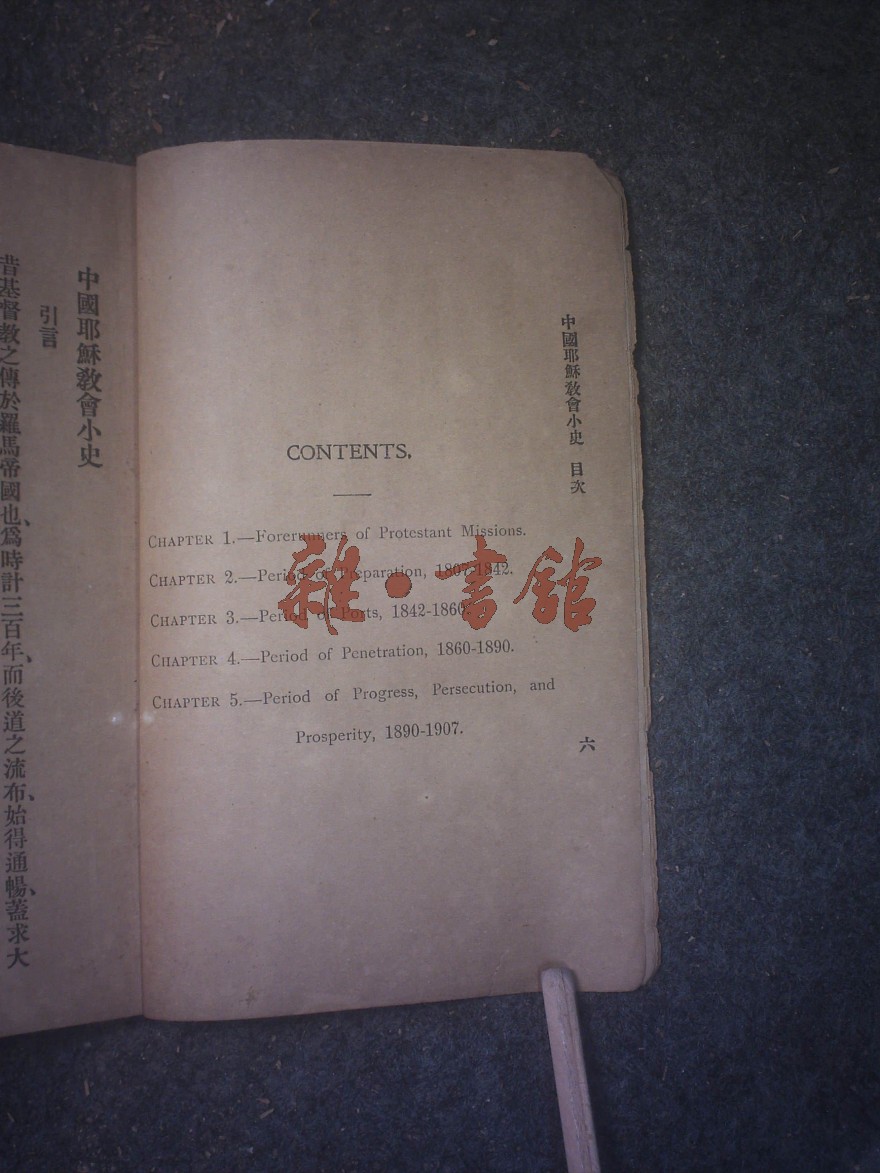 中國耶穌教會小史 目次
六
CONTENTS.
CHAPTER 1.—Forerunners of Protestant Missions.
CHAPTER 2.—Period of Preparation, 1807-1842.
CHAPTER 3.—Period of Ports, 1842-1860.
CHAPTER 4.—Period of Penetration, 1860-1890.
CHAPTER 5.—Period of Progress, Persecution, and
Prosperity, 1890-1907.
雜·書館
中國耶穌教會小史
引言
昔基督教之傳於羅馬帝國也、爲時計三百年、而後道之流布、始得通暢、蓋求大